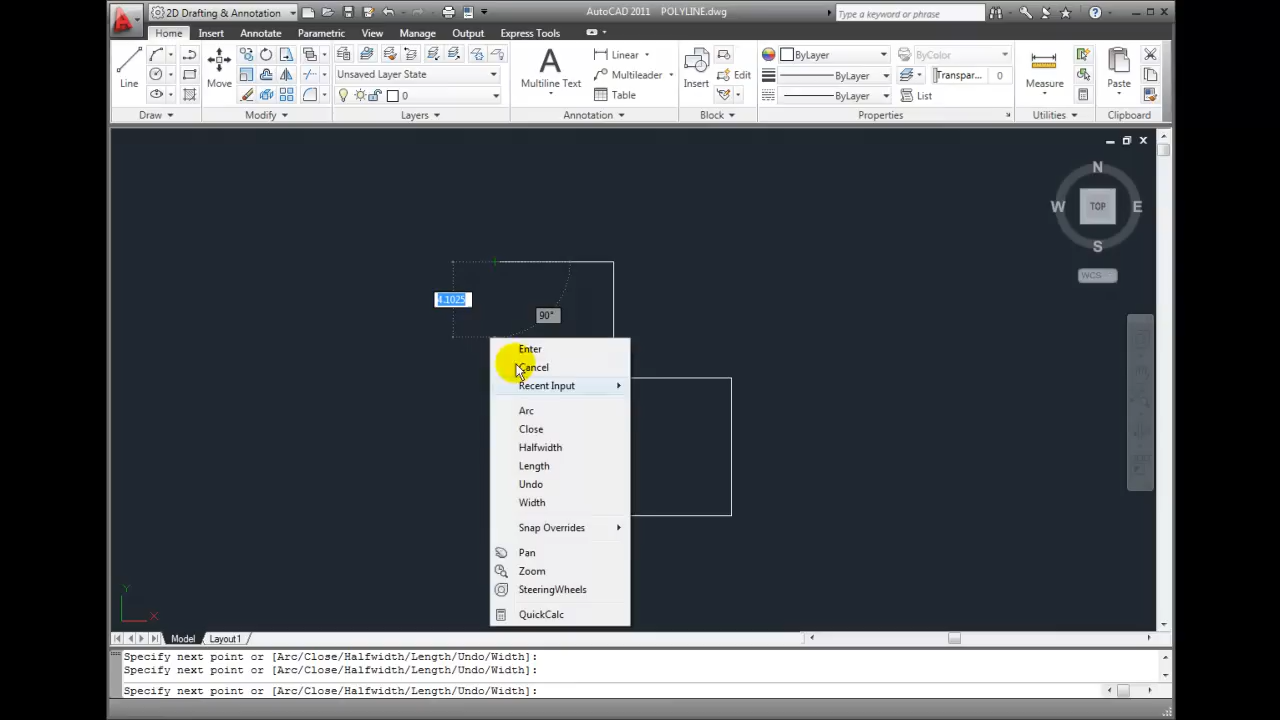 2D Drafting & Annotation
AutoCAD 2011 POLYLINE.dwg
Type a keyword or phrase
Home Insert Annotate Parametric View Manage Output Express Tools
Line
Move
Unsaved Layer State
0
Multiline Text
Linear
Multileader
Table
Insert
Edit
ByLayer
ByLayer
ByLayer
ByColor
Transpar... 0
List
Measure
Paste
Draw Modify Layers Annotation Block Properties Utilities Clipboard
N
W TOP E
S
WCS
4.1025
90°
Enter
Cancel
Recent Input
Arc
Close
Halfwidth
Length
Undo
Width
Snap Overrides
Pan
Zoom
SteeringWheels
QuickCalc
Y
X
Model Layout1
Specify next point or [Arc/Close/Halfwidth/Length/Undo/Width]:
Specify next point or [Arc/Close/Halfwidth/Length/Undo/Width]:
Specify next point or [Arc/Close/Halfwidth/Length/Undo/Width]: